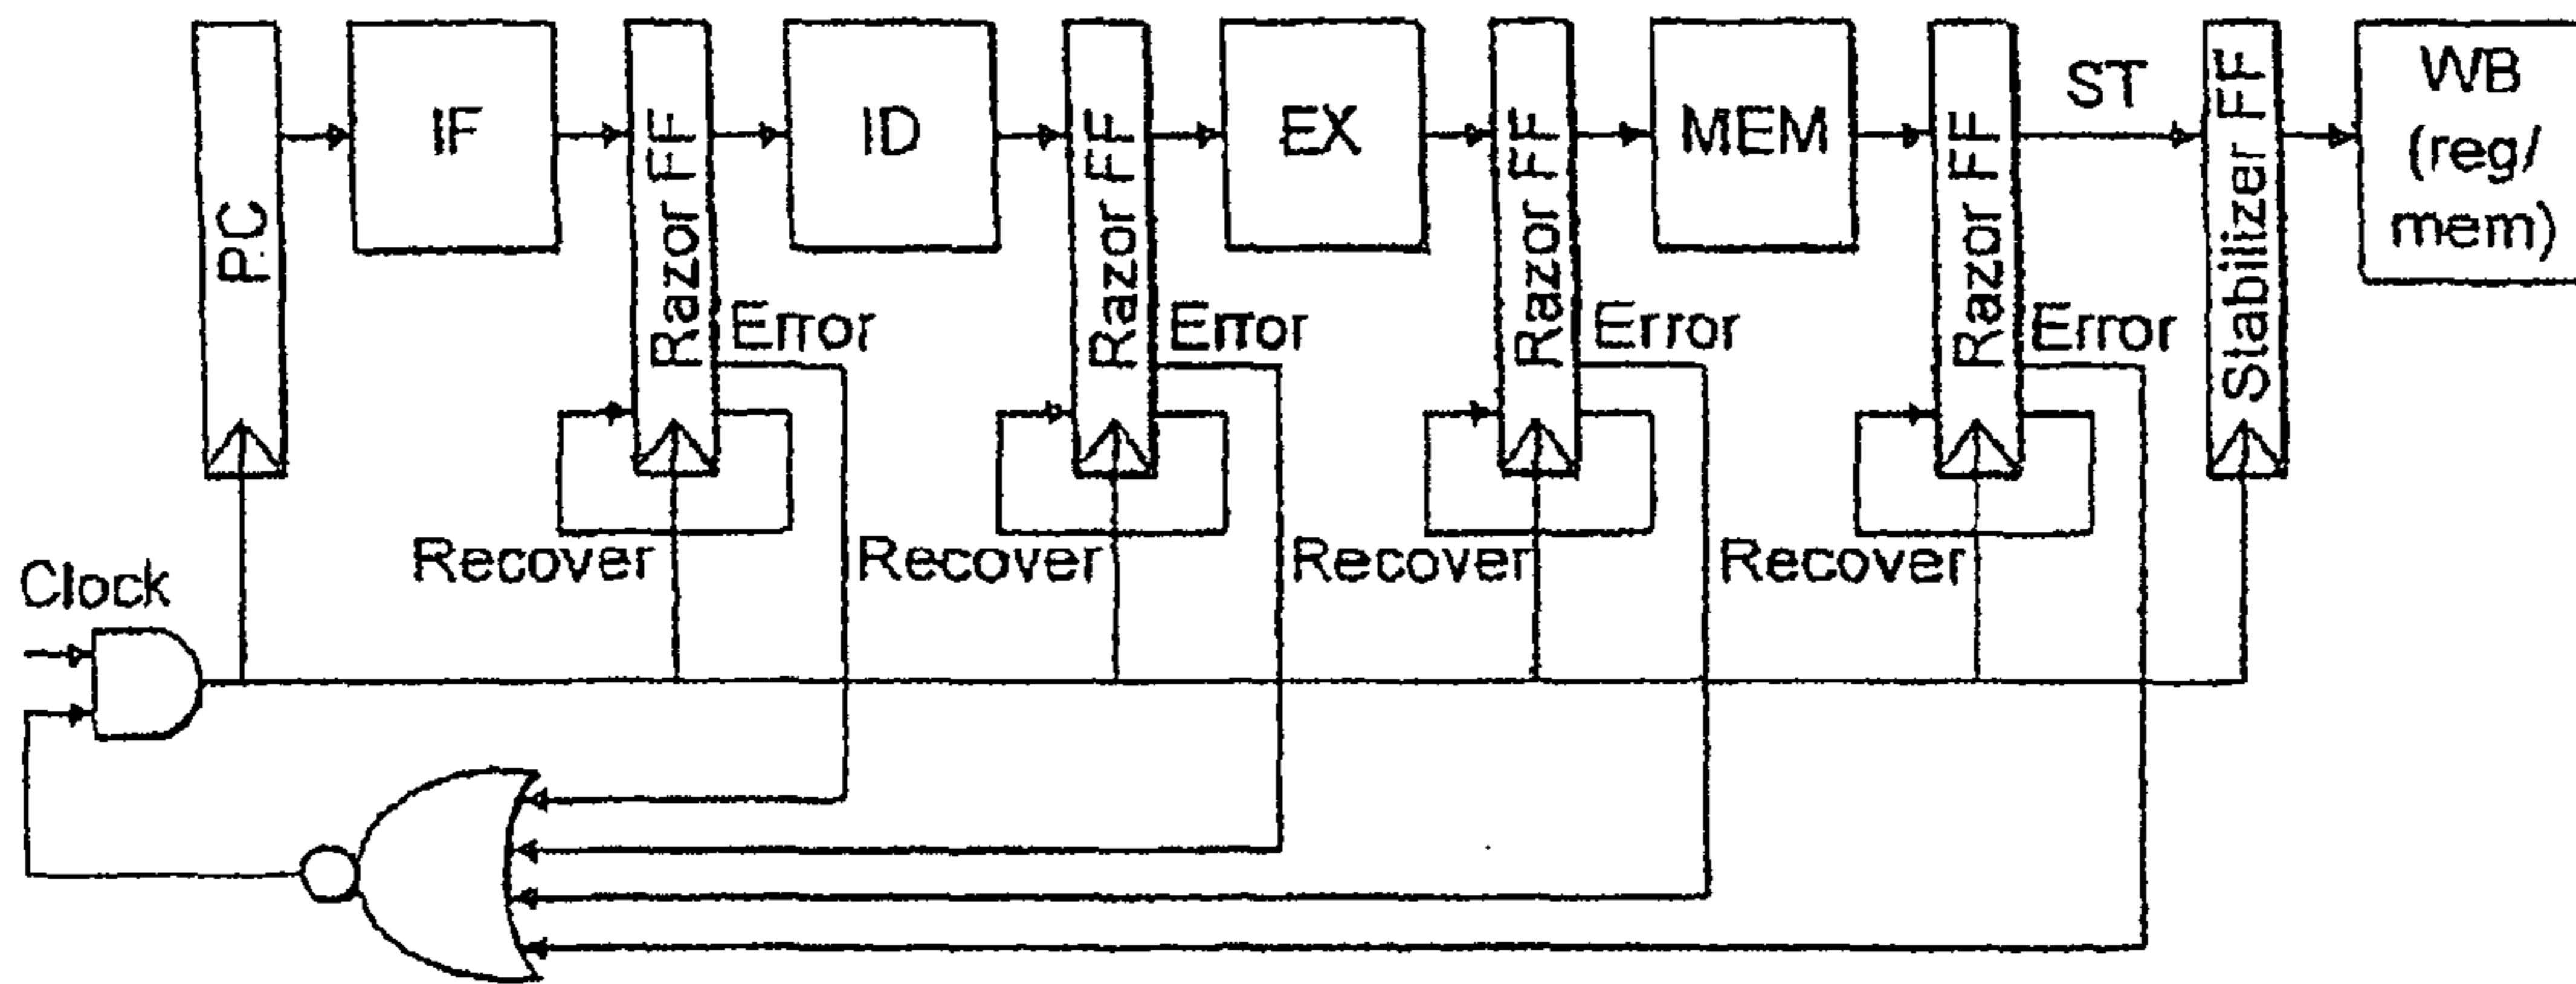 PC
IF
Razor FF
ID
Razor FF
EX
Razor FF
MEM
Razor FF
ST
Stabilizer FF
WB
(reg/
mem)
Error
Error
Error
Error
Recover
Recover
Recover
Recover
Clock